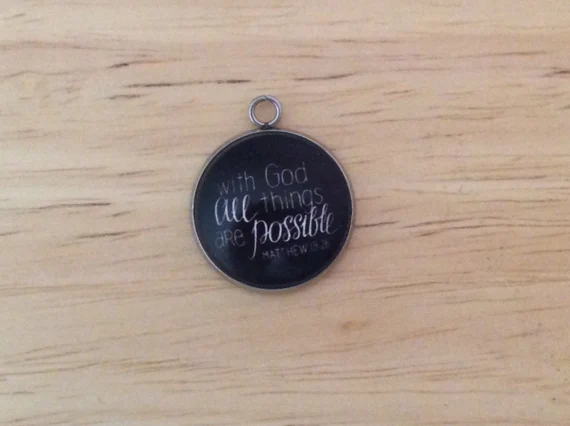 with God
all things
are possible
MATTHEW 19:26